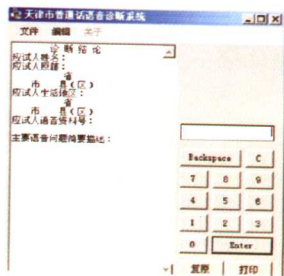 天津市普通话语音诊断系统
文件 编辑 关于
诊 断 结 论
应试人姓名：
应试人原籍：
省
市 县(区)
应试人生活地区：
省
市 县(区)
应试人语音资料号：
主要语音问题简要描述：
Backspace C
7 8 9
4 5 6
1 2 3
0 Enter
复原 打印